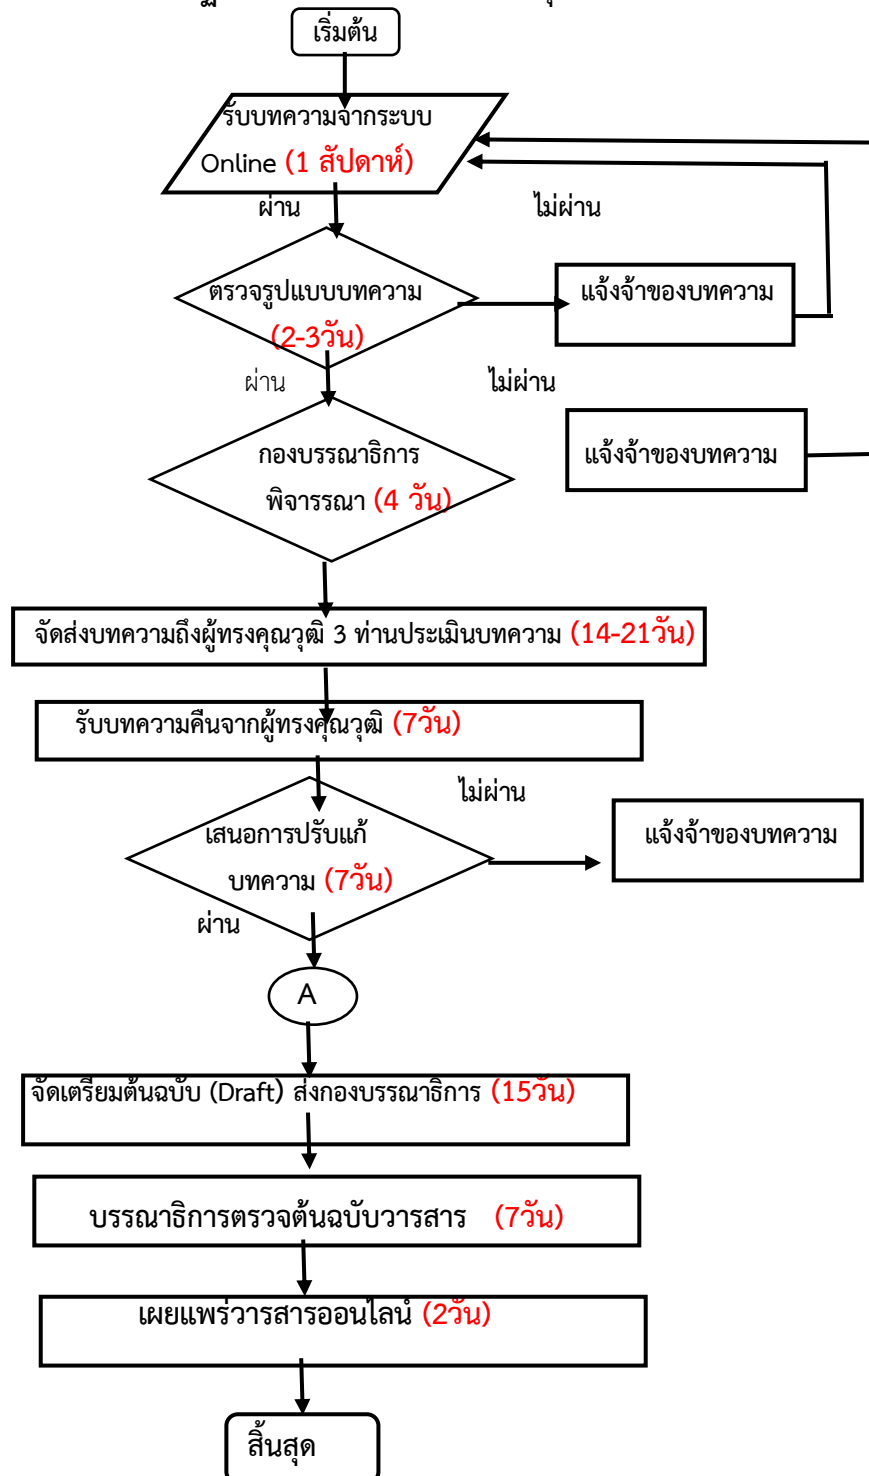 เริ่มต้น
รับบทความจากระบบ
Online (1 สัปดาห์)
ผ่าน
ไม่ผ่าน
ตรวจรูปแบบบทความ
(2-3วัน)
แจ้งจ้าของบทความ
ผ่าน
ไม่ผ่าน
กองบรรณาธิการ
พิจารรณา (4 วัน)
แจ้งจ้าของบทความ
จัดส่งบทความถึงผู้ทรงคุณวุฒิ 3 ท่านประเมินบทความ (14-21วัน)
รับบทความคืนจากผู้ทรงคุณวุฒิ (7วัน)
ไม่ผ่าน
เสนอการปรับแก้
บทความ (7วัน)
แจ้งจ้าของบทความ
ผ่าน
A
จัดเตรียมต้นฉบับ (Draft) ส่งกองบรรณาธิการ (15วัน)
บรรณาธิการตรวจต้นฉบับวารสาร (7วัน)
เผยแพร่วารสารออนไลน์ (2วัน)
สิ้นสุด